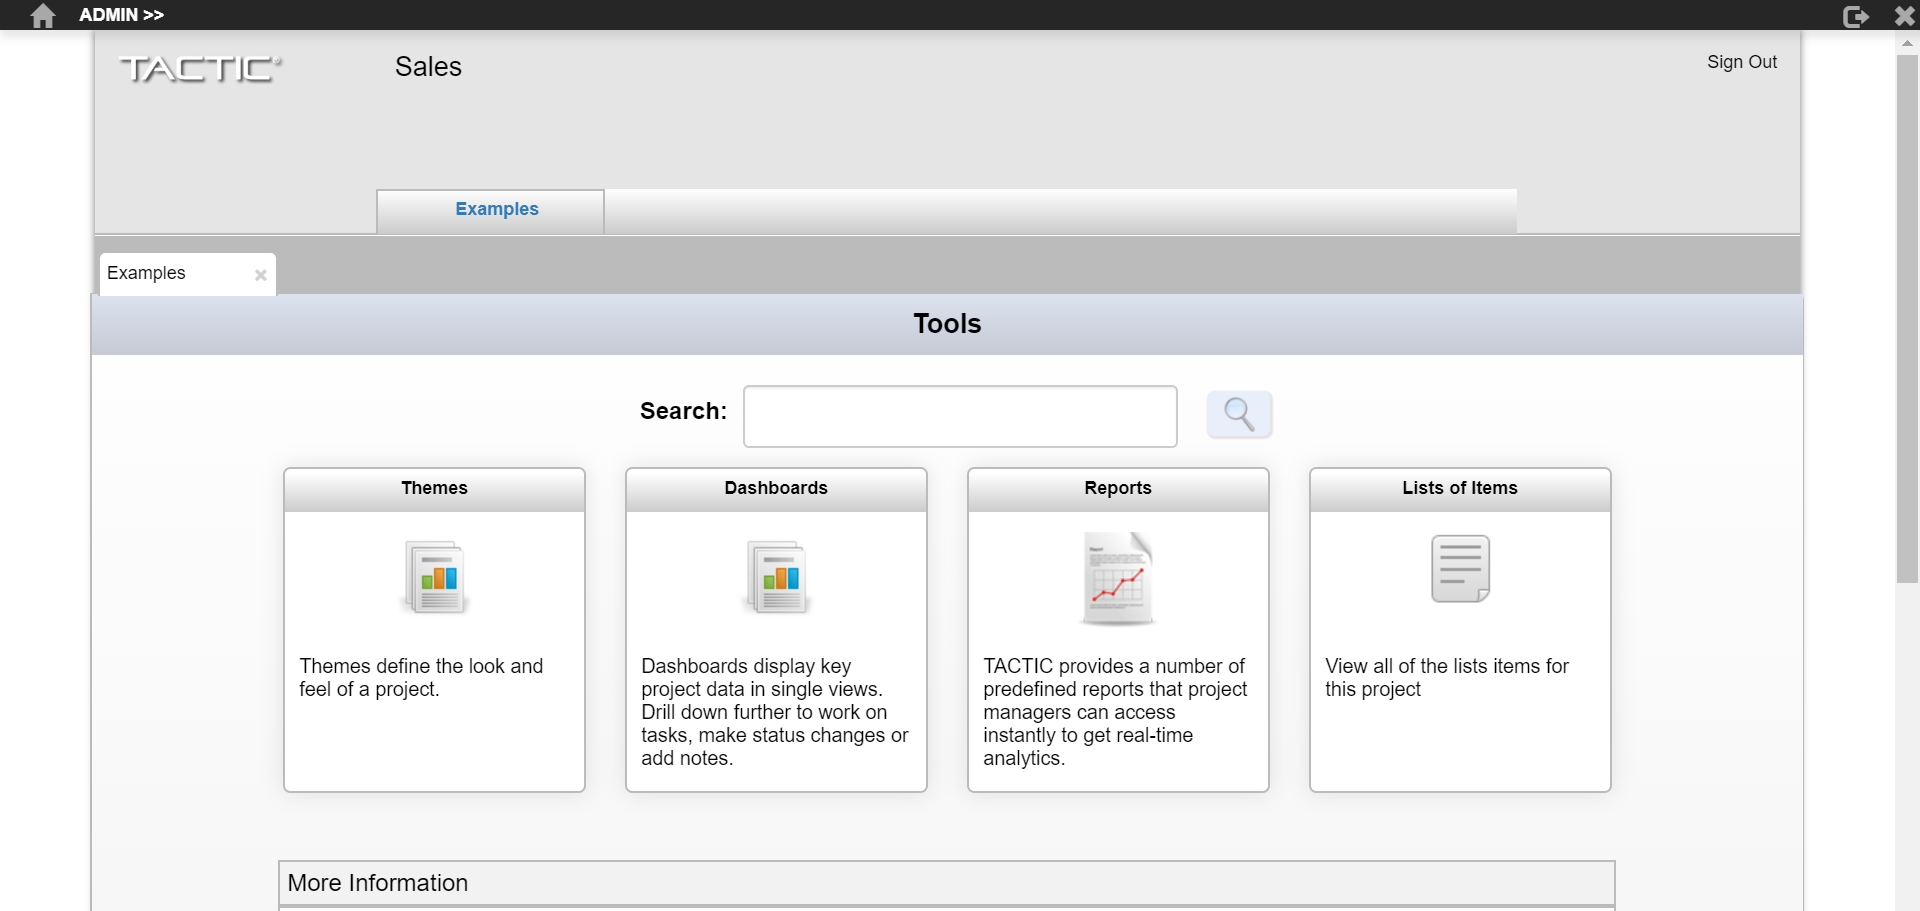 ADMIN >>
TACTIC®
Sales
Sign Out
Examples
Examples
Tools
Search:
Themes
Themes define the look and
feel of a project.
Dashboards
Dashboards display key
project data in single views.
Drill down further to work on
tasks, make status changes or
add notes.
Reports
Report
TACTIC provides a number of
predefined reports that project
managers can access
instantly to get real-time
analytics.
Lists of Items
View all of the lists items for
this project
More Information